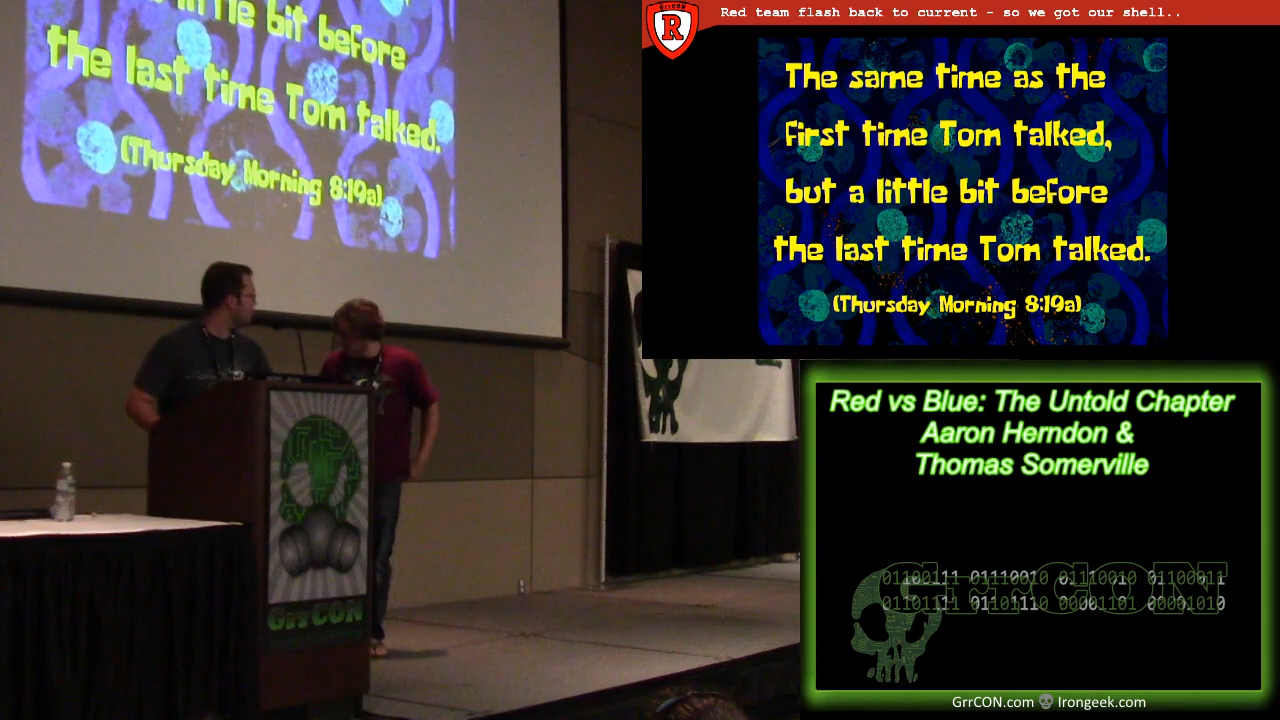 little bit before
the last time Tom talked.
(Thursday Morning 8:19a)
GrrCON
GrrCON
R
Red team flash back to current - so we got our shell..
The same time as the
first time Tom talked,
but a little bit before
the last time Tom talked.
(Thursday Morning 8:19a)
Red vs Blue: The Untold Chapter
Aaron Herndon &
Thomas Somerville
GrrCON
01100111 01110010 01110010 01100011
01101111 01101110 00001101 00001010
GrrCON.com Irongeek.com